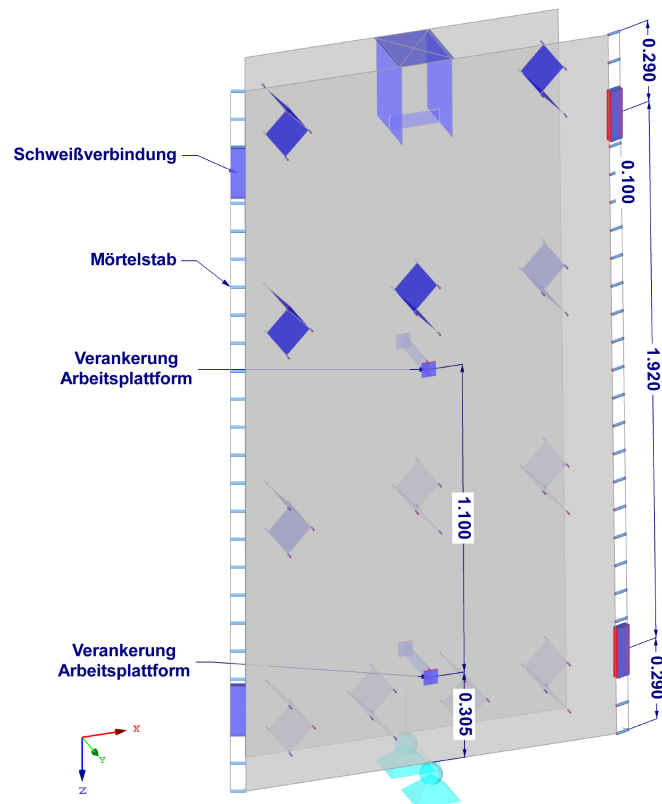 0.290
Schweißverbindung
0.100
Mörtelstab
Verankerung
Arbeitsplattform
1.920
1.100
Verankerung
Arbeitsplattform
0.290
0.305
X
Y
Z